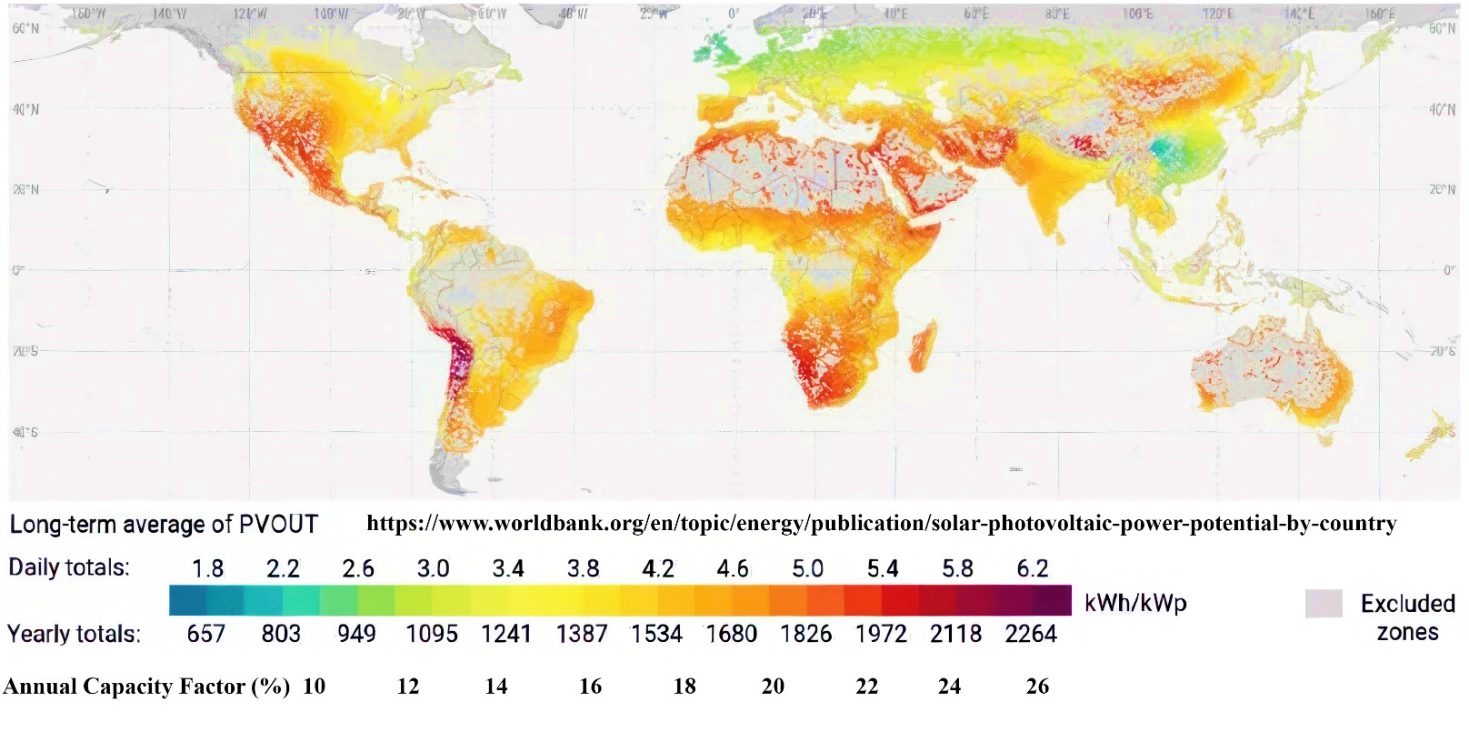 160°W 140°W 120°W 100°W 80°W 60°W 40°W 20°W 0° 20°E 40°E 60°E 80°E 100°E 120°E 140°E 160°E
60°N 60°N
40°N 40°N
20°N 20°N
0° 0°
20°S 20°S
40°S
Long-term average of PVOUT https://www.worldbank.org/en/topic/energy/publication/solar-photovoltaic-power-potential-by-country
Daily totals: 1.8 2.2 2.6 3.0 3.4 3.8 4.2 4.6 5.0 5.4 5.8 6.2
kWh/kWp
Excluded
zones
Yearly totals: 657 803 949 1095 1241 1387 1534 1680 1826 1972 2118 2264
Annual Capacity Factor (%) 10 12 14 16 18 20 22 24 26